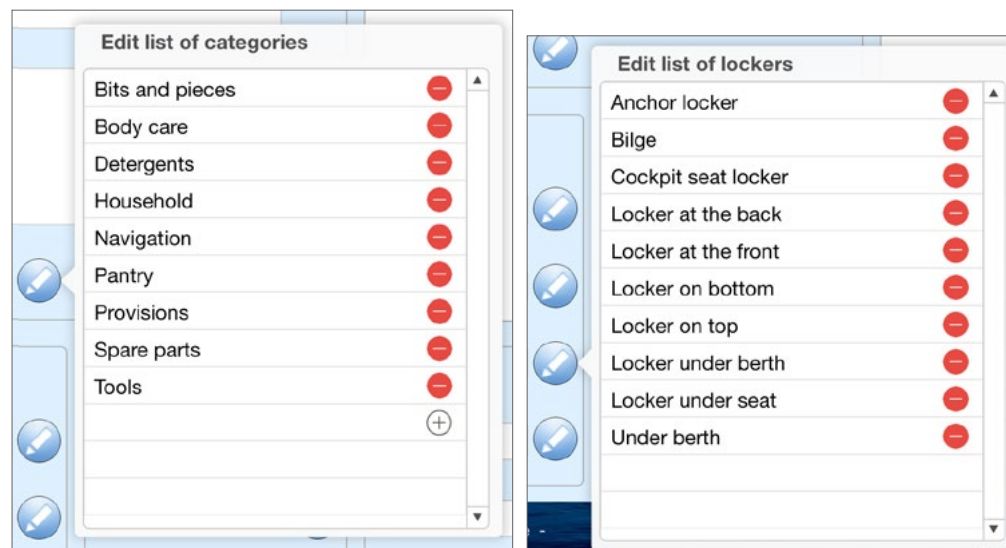 Edit list of categories
Bits and pieces
Body care
Detergents
Household
Navigation
Pantry
Provisions
Spare parts
Tools
Edit list of lockers
Anchor locker
Bilge
Cockpit seat locker
Locker at the back
Locker at the front
Locker on bottom
Locker on top
Locker under berth
Locker under seat
Under berth